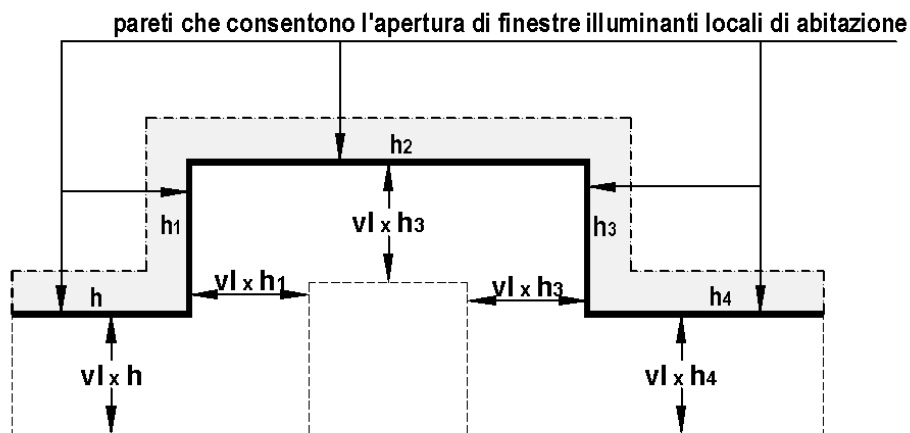 pareti che consentono l'apertura di finestre illuminanti locali di abitazione
h2
h1
vl x h3
h3
vl x h1
vl x h3
h
h4
vl x h
vl x h4